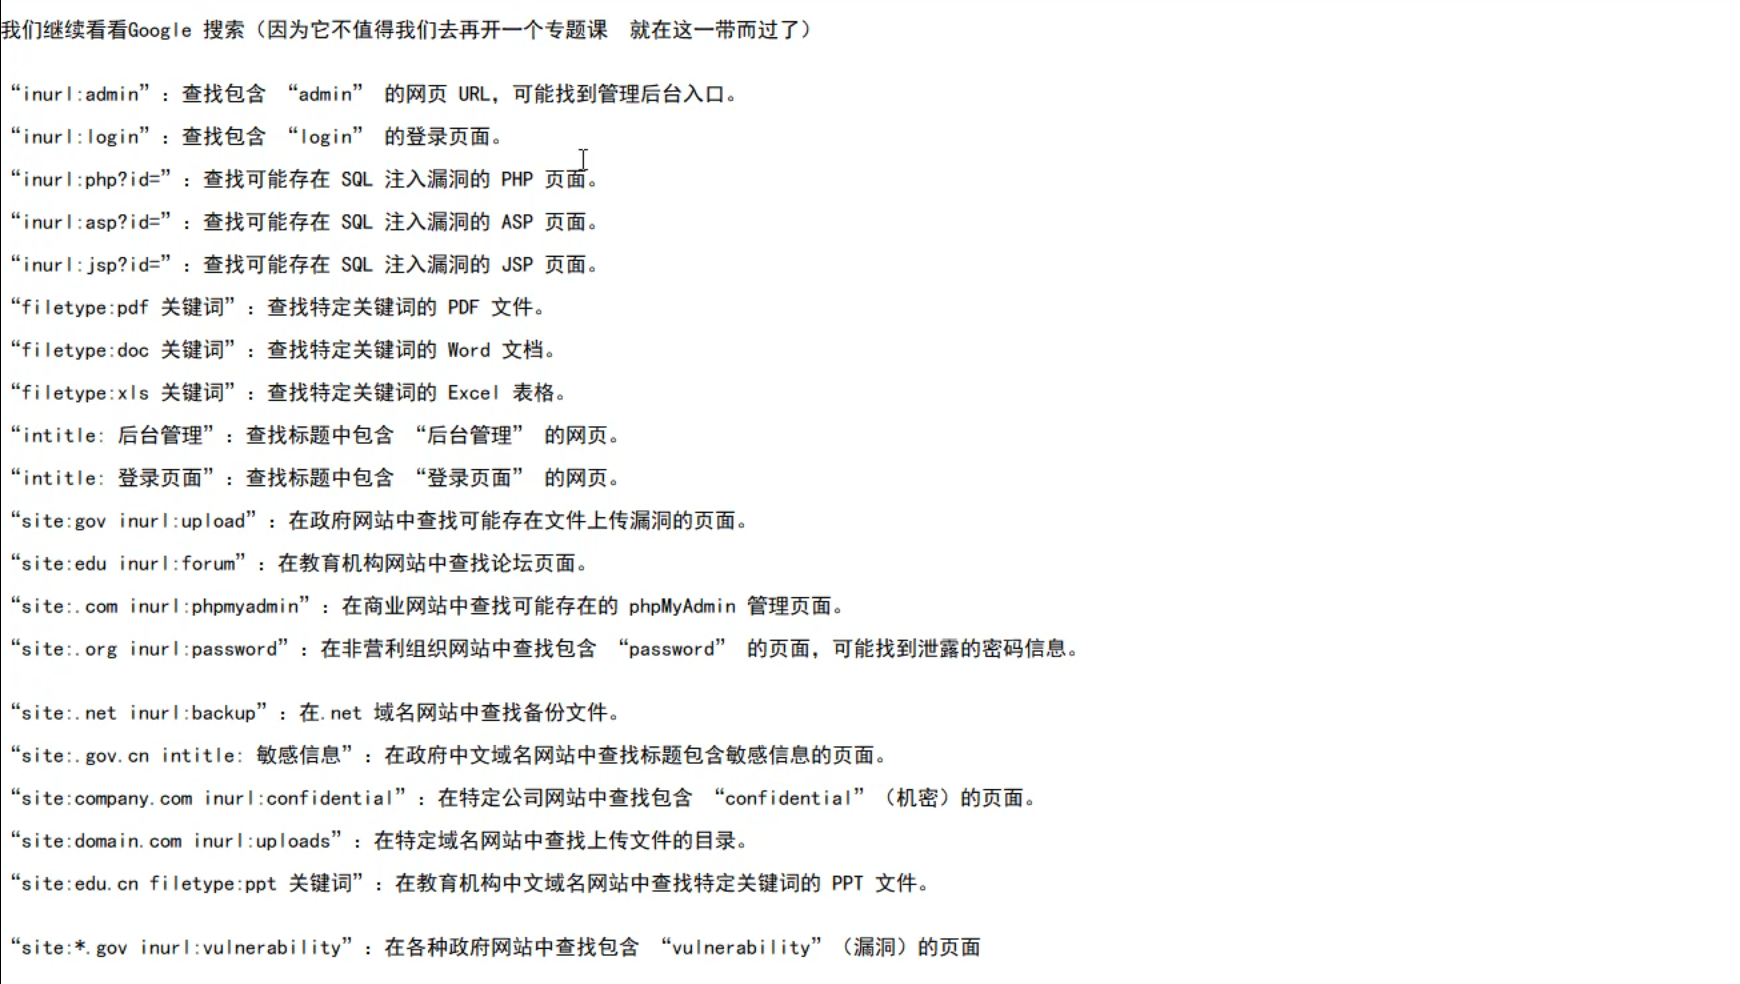 我们继续看看Google 搜索（因为它不值得我们去再开一个专题课  就在这一带而过了）
“inurl:admin”：查找包含 “admin” 的网页 URL，可能找到管理后台入口。
“inurl:login”：查找包含 “login” 的登录页面。
“inurl:php?id=”：查找可能存在 SQL 注入漏洞的 PHP 页面。
“inurl:asp?id=”：查找可能存在 SQL 注入漏洞的 ASP 页面。
“inurl:jsp?id=”：查找可能存在 SQL 注入漏洞的 JSP 页面。
“filetype:pdf 关键词”：查找特定关键词的 PDF 文件。
“filetype:doc 关键词”：查找特定关键词的 Word 文档。
“filetype:xls 关键词”：查找特定关键词的 Excel 表格。
“intitle: 后台管理”：查找标题中包含 “后台管理” 的网页。
“intitle: 登录页面”：查找标题中包含 “登录页面” 的网页。
“site:gov inurl:upload”：在政府网站中查找可能存在文件上传漏洞的页面。
“site:edu inurl:forum”：在教育机构网站中查找论坛页面。
“site:.com inurl:phpmyadmin”：在商业网站中查找可能存在的 phpMyAdmin 管理页面。
“site:.org inurl:password”：在非营利组织网站中查找包含 “password” 的页面，可能找到泄露的密码信息。
“site:.net inurl:backup”：在.net 域名网站中查找备份文件。
“site:.gov.cn intitle: 敏感信息”：在政府中文域名网站中查找标题包含敏感信息的页面。
“site:company.com inurl:confidential”：在特定公司网站中查找包含 “confidential”（机密）的页面。
“site:domain.com inurl:uploads”：在特定域名网站中查找上传文件的目录。
“site:edu.cn filetype:ppt 关键词”：在教育机构中文域名网站中查找特定关键词的 PPT 文件。
“site:*.gov inurl:vulnerability”：在各种政府网站中查找包含 “vulnerability”（漏洞）的页面